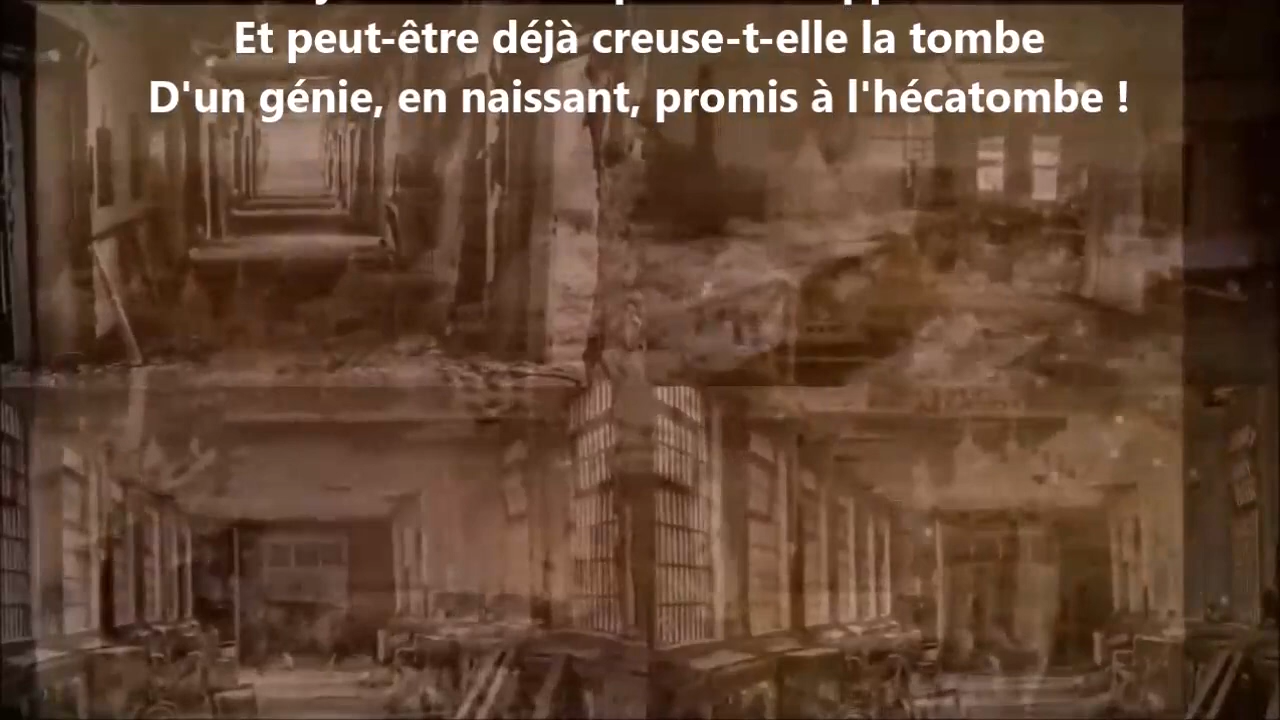 Et peut-être déjà creuse-t-elle la tombe
D'un génie, en naissant, promis à l'hécatombe !